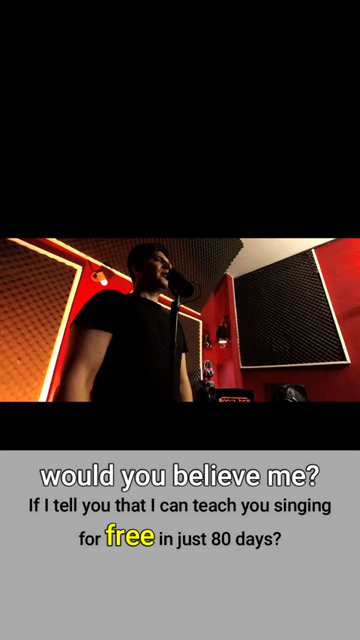 would you believe me?
If I tell you that I can teach you singing
for free in just 80 days?